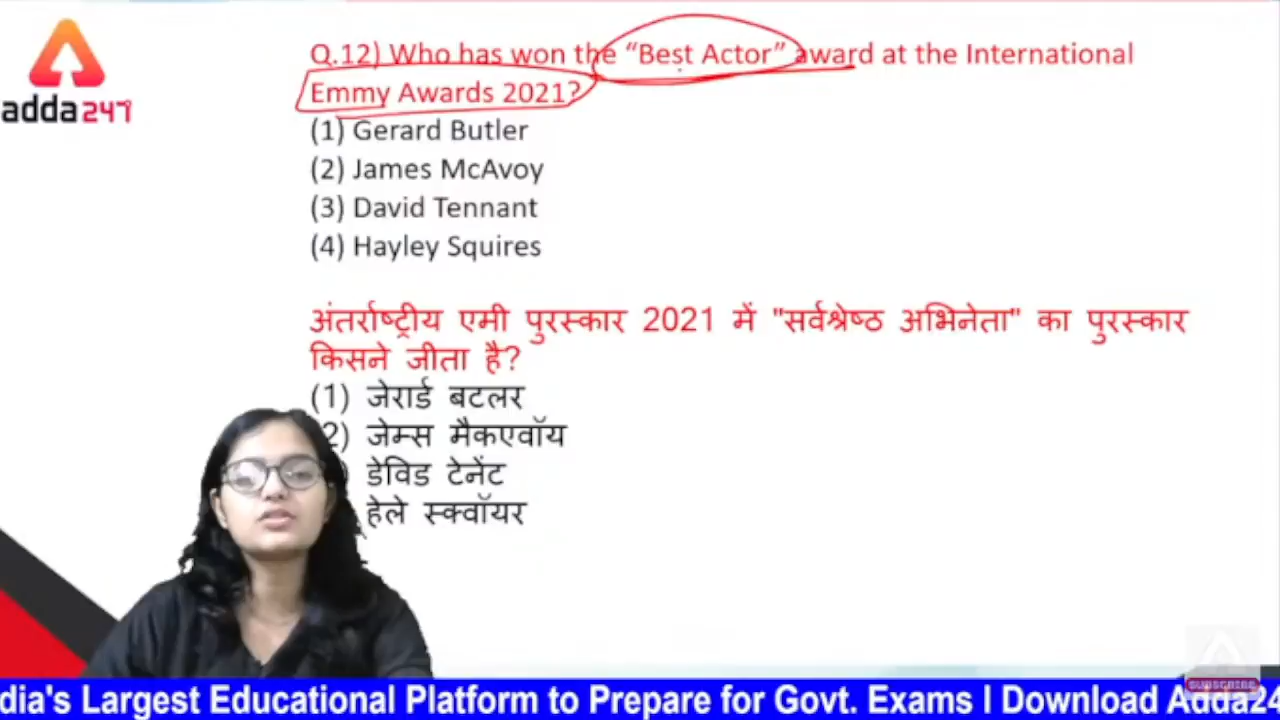 adda247
Q.12) Who has won the “Best Actor” award at the International
Emmy Awards 2021?
(1) Gerard Butler
(2) James McAvoy
(3) David Tennant
(4) Hayley Squires
अंतर्राष्ट्रीय एमी पुरस्कार 2021 में "सर्वश्रेष्ठ अभिनेता" का पुरस्कार
किसने जीता है?
(1) जेरार्ड बटलर
2) जेम्स मैकएवॉय
) डेविड टेनेंट
हेले स्क्वॉयर
SUBSCRIBE
dia's Largest Educational Platform to Prepare for Govt. Exams I Download Adda24